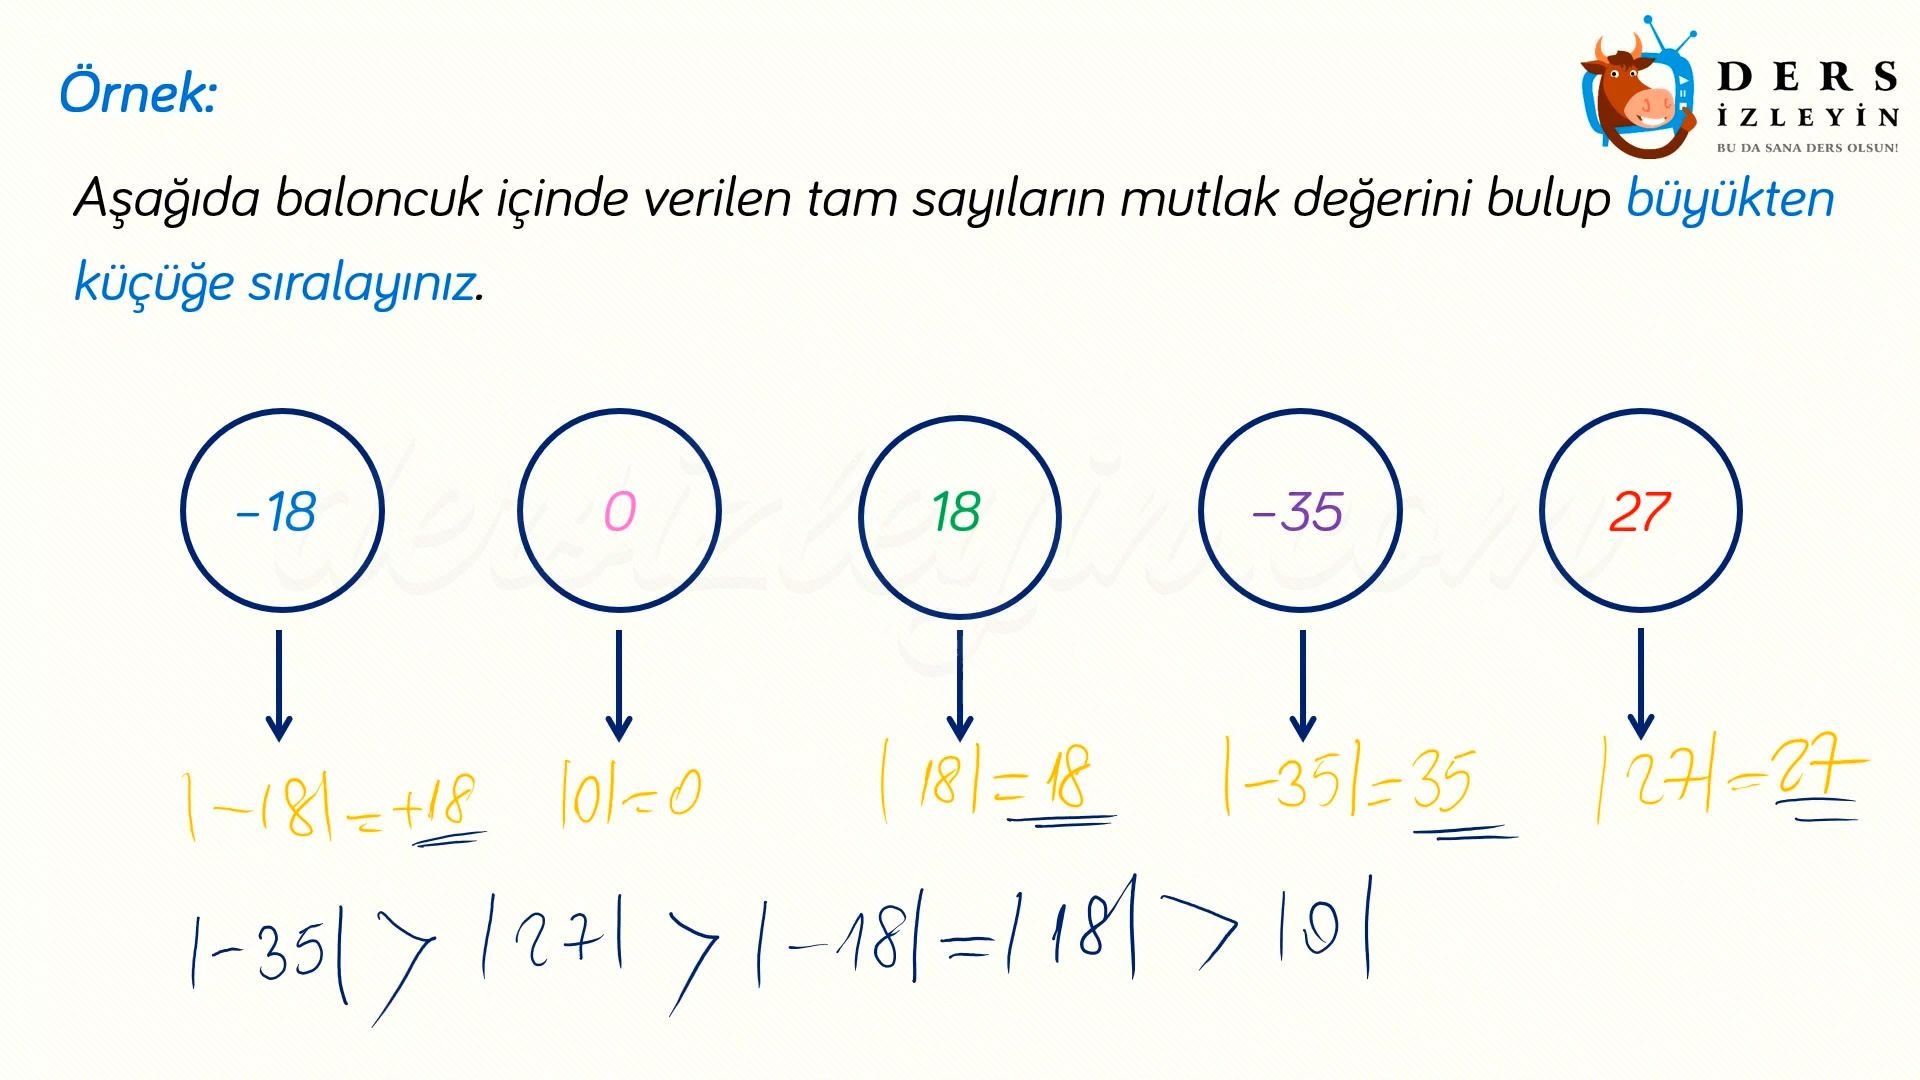 Örnek:
DERS
İZLEYİN
BU DA SANA DERS OLSUN!
Aşağıda baloncuk içinde verilen tam sayıların mutlak değerini bulup büyükten
küçüğe sıralayınız.
dersizleyin.com
-18 0 18 -35 27
|-18|=+18 |0|=0 |18|=18 |-35|=35 |27|=27
|-35| > |27| > |-18| = |18| > |0|